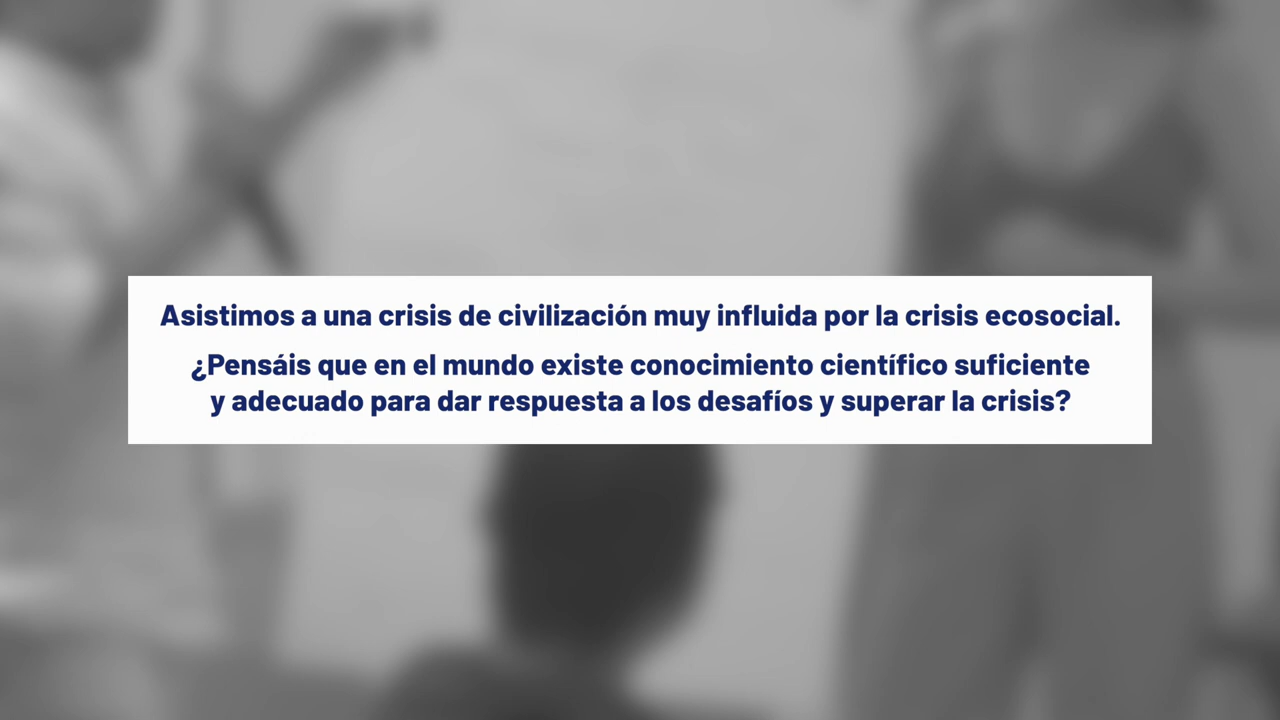 Asistimos a una crisis de civilización muy influida por la crisis ecosocial.
¿Pensáis que en el mundo existe conocimiento científico suficiente
y adecuado para dar respuesta a los desafíos y superar la crisis?